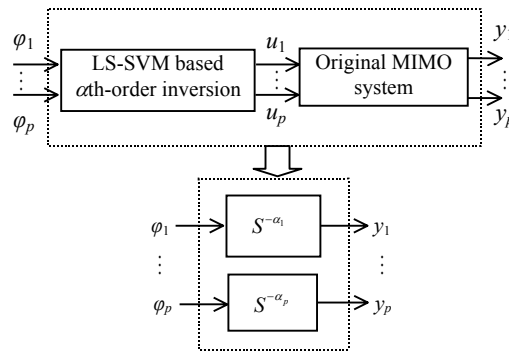 φ₁ u₁ y₁
LS-SVM based Original MIMO
⋮ ⋮ ⋮
αth-order inversion system
φₚ uₚ yₚ
φ₁ S^{-α₁} y₁
⋮ ⋮
φₚ S^{-αₚ} yₚ